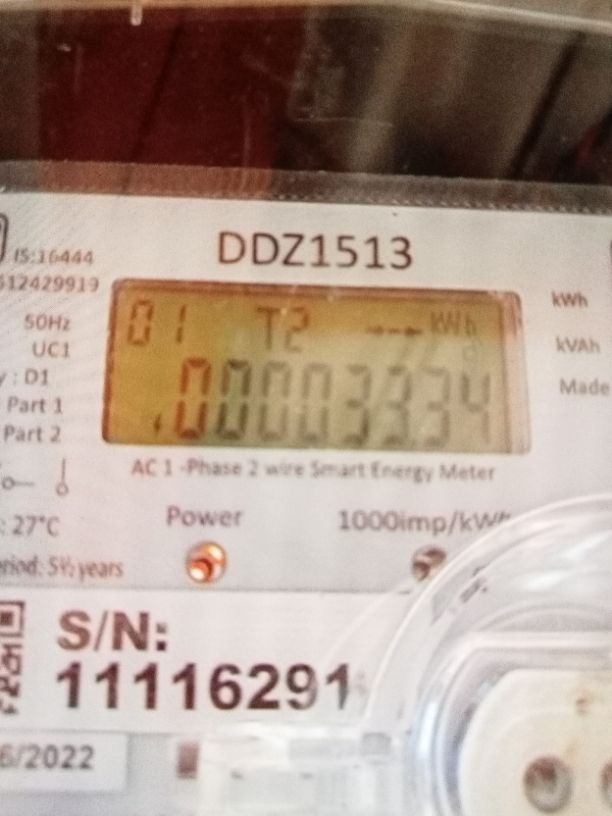 IS:16444
DDZ1513
612429919
kWh
01 T2 kWh
50Hz
UC1
kVAh
00003334
y : D1
Made
Part 1
Part 2
AC 1 -Phase 2 wire Smart Energy Meter
: 27°C
Power
1000imp/kWh
eriod: 5½ years
S/N:
11116291
6/2022